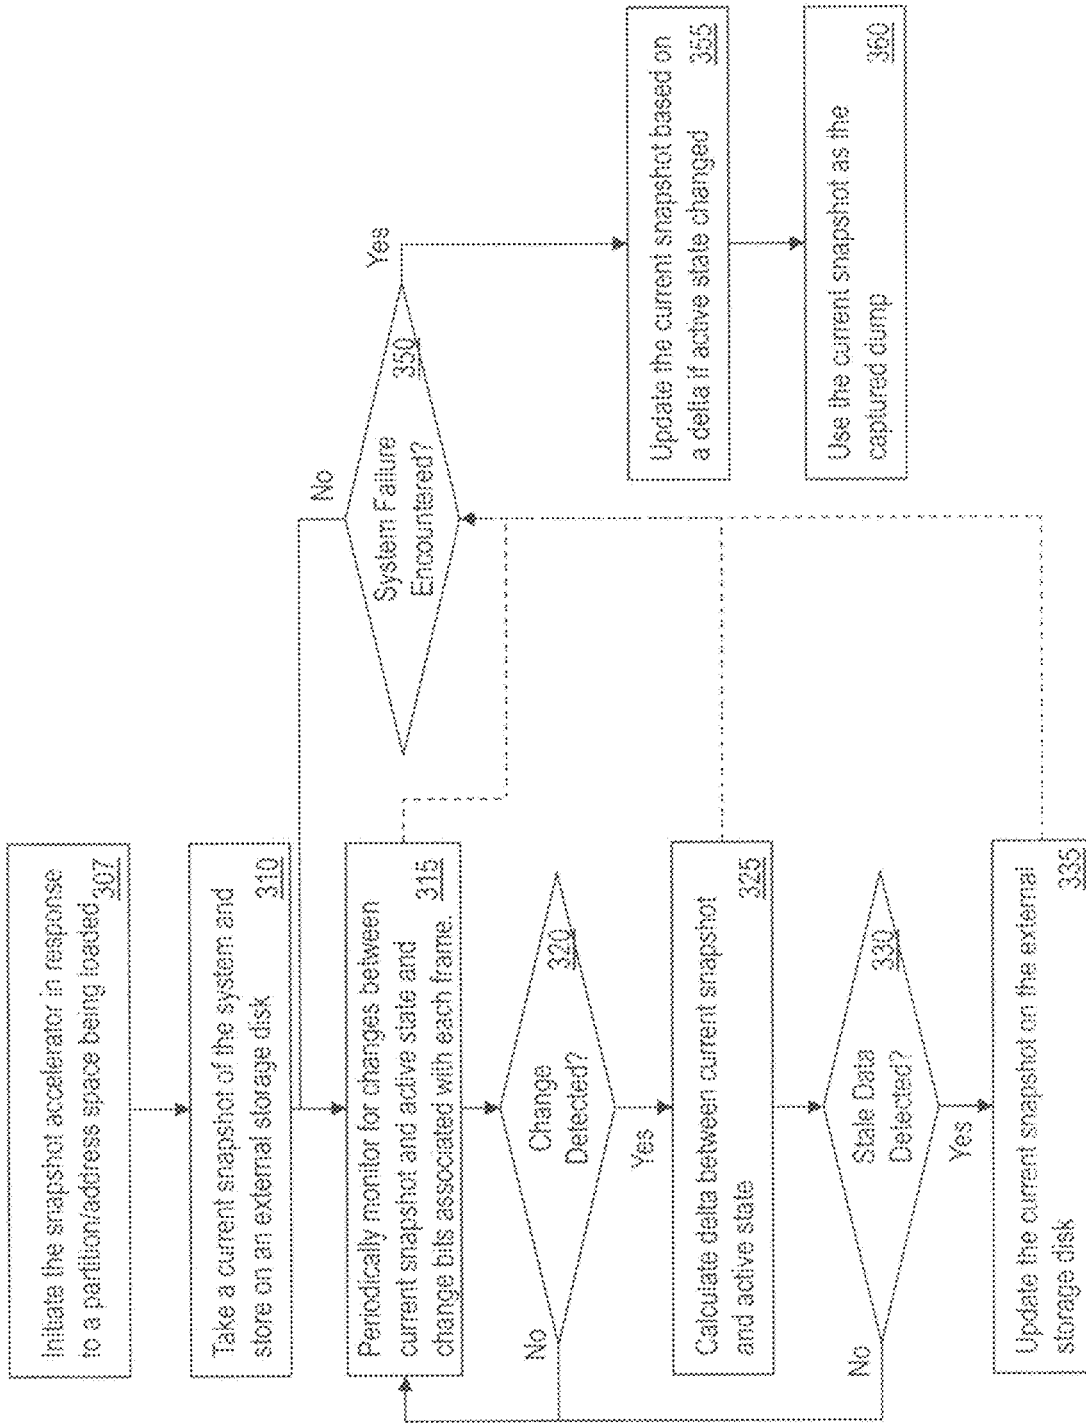 Initiate the snapshot accelerator in response
to a partition/address space being loaded 307
Take a current snapshot of the system and
store on an external storage disk 310
Periodically monitor for changes between
current snapshot and active state and 315
change bits associated with each frame.
Change
Detected?
320
No
Yes
Calculate delta between current snapshot
and active state 325
Stale Data
Detected?
330
No
Yes
Update the current snapshot on the external
storage disk 335
System Failure
Encountered?
350
No
Yes
Update the current snapshot based on
a delta if active state changed 355
Use the current snapshot as the
captured dump 360